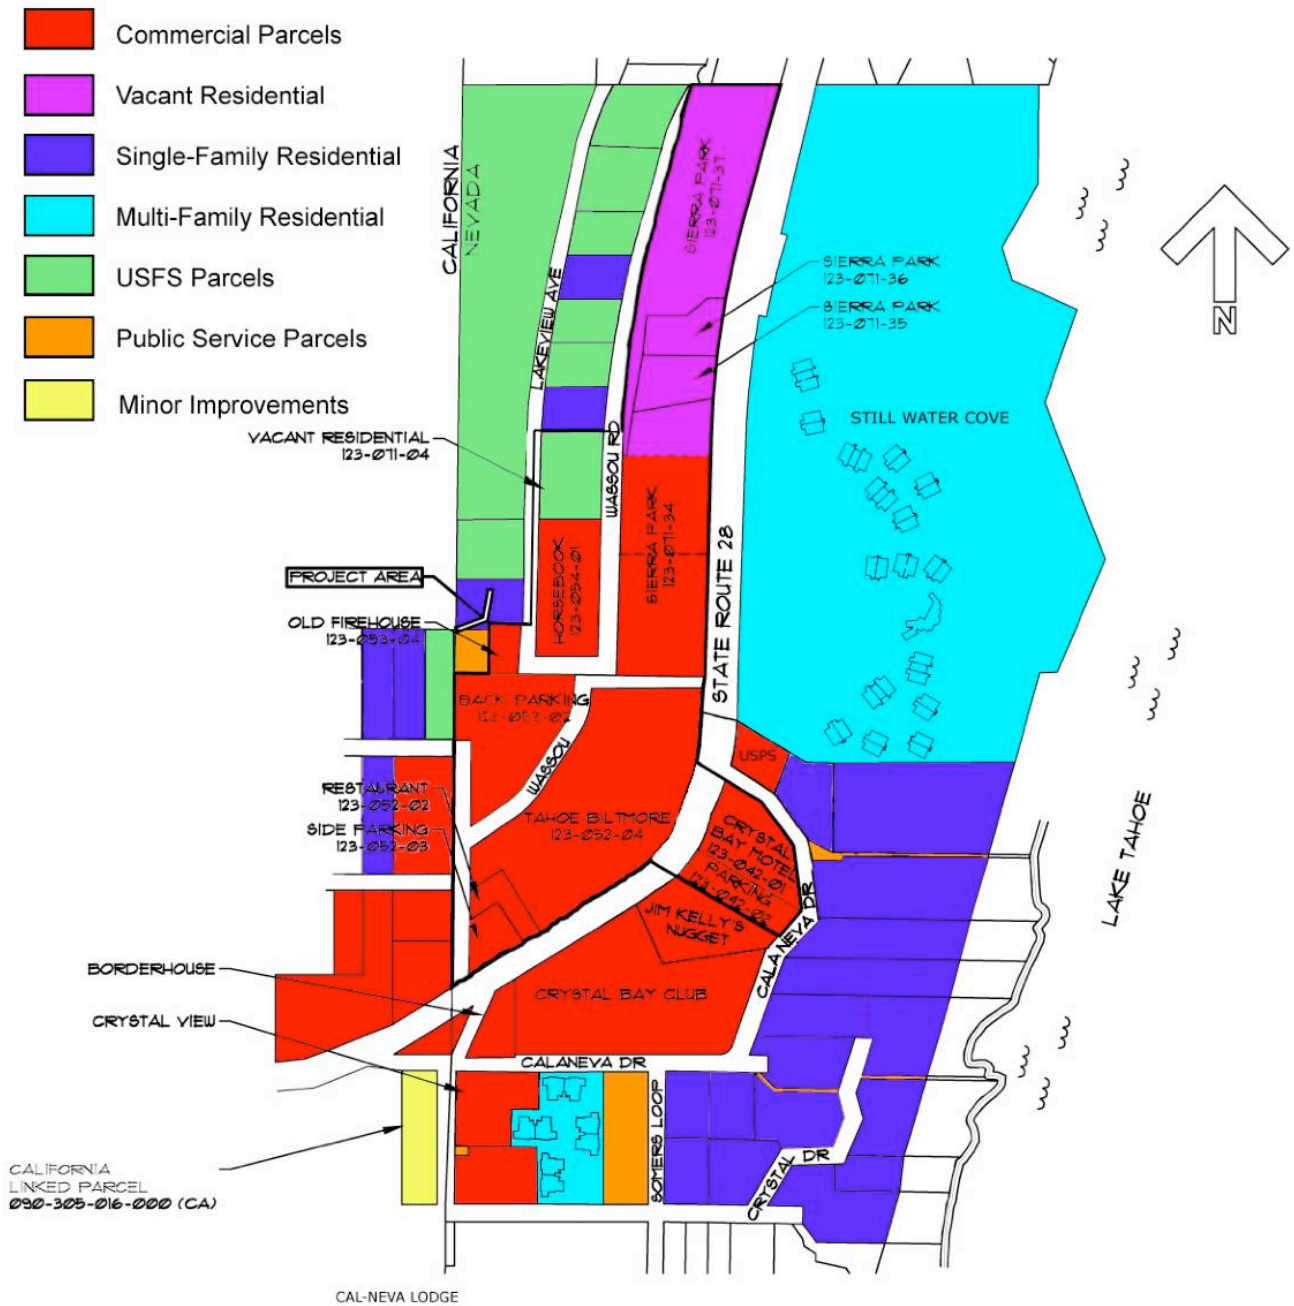 Commercial Parcels
Vacant Residential
Single-Family Residential
Multi-Family Residential
USFS Parcels
Public Service Parcels
Minor Improvements
CALIFORNIA
NEVADA
LAKEVIEW AVE
SIERRA PARK
123-071-37
SIERRA PARK
123-071-36
SIERRA PARK
123-071-35
N
STILL WATER COVE
VACANT RESIDENTIAL
123-071-04
WASSOU RD
SIERRA PARK
123-071-34
HORSEBOOK
123-054-01
STATE ROUTE 28
PROJECT AREA
OLD FIREHOUSE
123-053-04
BACK PARKING
123-053-02
WASSOU
USPS
RESTAURANT
123-052-02
SIDE PARKING
123-052-03
TAHOE BILTMORE
123-052-04
CRYSTAL
BAY MOTEL
123-042-01
PARKING
123-042-02
JIM KELLY'S
NUGGET
CALANEVA DR
LAKE TAHOE
BORDERHOUSE
CRYSTAL BAY CLUB
CRYSTAL VIEW
CALANEVA DR
SOMERS LOOP
CRYSTAL DR
CALIFORNIA
LINKED PARCEL
090-305-016-000 (CA)
CAL-NEVA LODGE